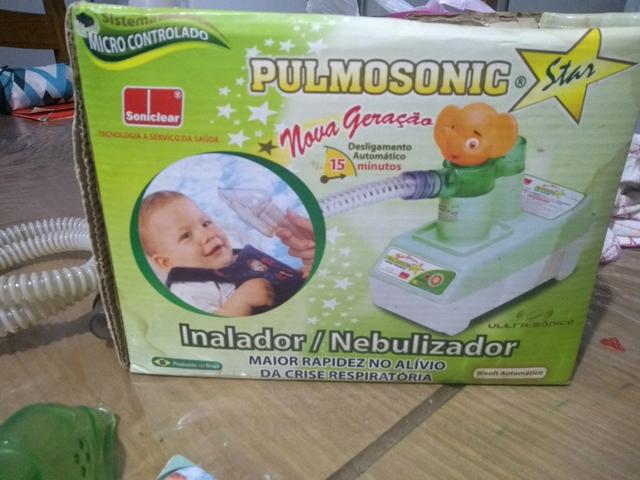 Sistema
MICRO CONTROLADO
PULMOSONIC® Star
Soniclear®
TECNOLOGIA A SERVIÇO DA SAÚDE
Nova Geração
Desligamento
Automático
+/- 15 minutos
ULTRA-SÔNICO
Inalador / Nebulizador
Produzido no Brasil
MAIOR RAPIDEZ NO ALÍVIO
DA CRISE RESPIRATÓRIA
Bivolt Automático